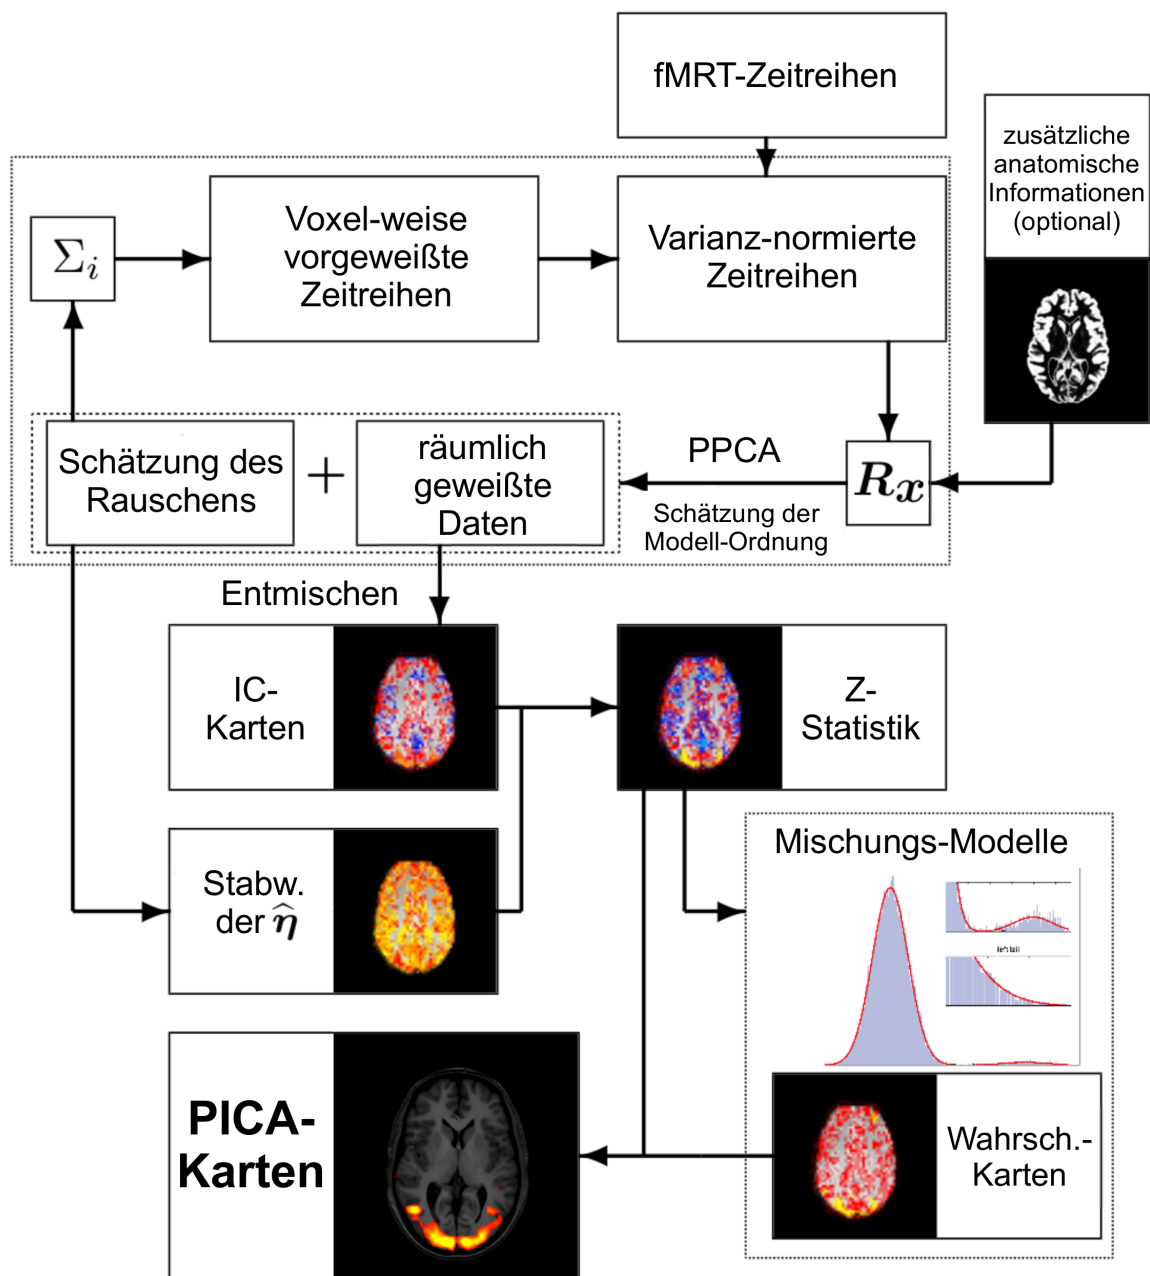 fMRT-Zeitreihen
zusätzliche
anatomische
Informationen
(optional)
Σi
Voxel-weise
vorgeweißte
Zeitreihen
Varianz-normierte
Zeitreihen
Schätzung des
Rauschens
+
räumlich
geweißte
Daten
PPCA
Schätzung der
Modell-Ordnung
Rx
Entmischen
IC-
Karten
Z-
Statistik
Stabw.
der η̂
Mischungs-Modelle
left tail
PICA-
Karten
Wahrsch.-
Karten